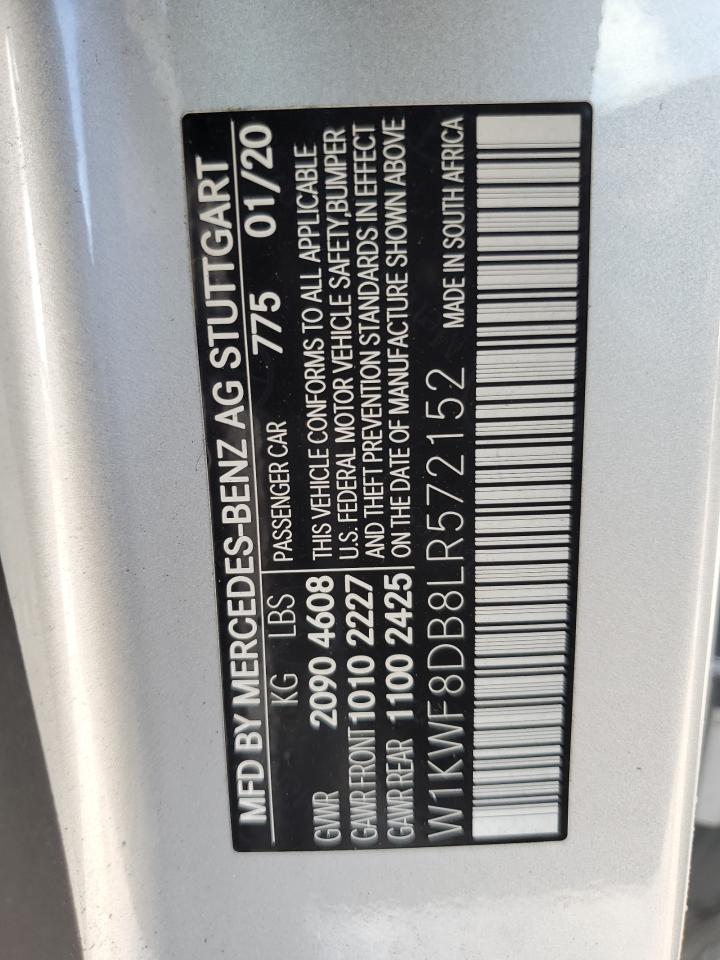 MFD BY MERCEDES-BENZ AG STUTTGART
KG LBS PASSENGER CAR 775 01/20
GVWR 2090 4608 THIS VEHICLE CONFORMS TO ALL APPLICABLE
GAWR FRONT 1010 2227 U.S. FEDERAL MOTOR VEHICLE SAFETY,BUMPER
GAWR REAR 1100 2425 AND THEFT PREVENTION STANDARDS IN EFFECT
ON THE DATE OF MANUFACTURE SHOWN ABOVE
W1KWF8DB8LR572152 MADE IN SOUTH AFRICA